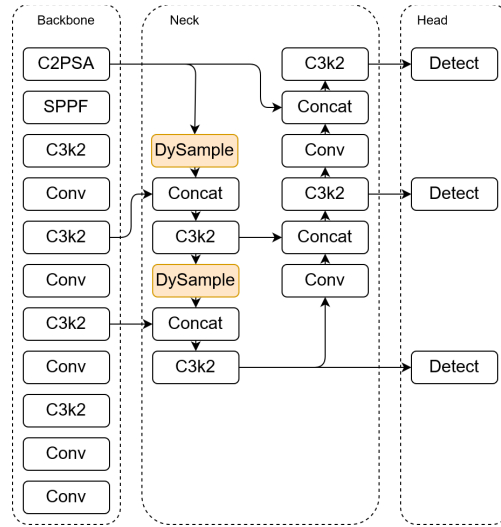 Backbone
C2PSA
SPPF
C3k2
Conv
C3k2
Conv
C3k2
Conv
C3k2
Conv
Conv
Neck
DySample
Concat
C3k2
DySample
Concat
C3k2
C3k2
Concat
Conv
C3k2
Concat
Conv
Head
Detect
Detect
Detect